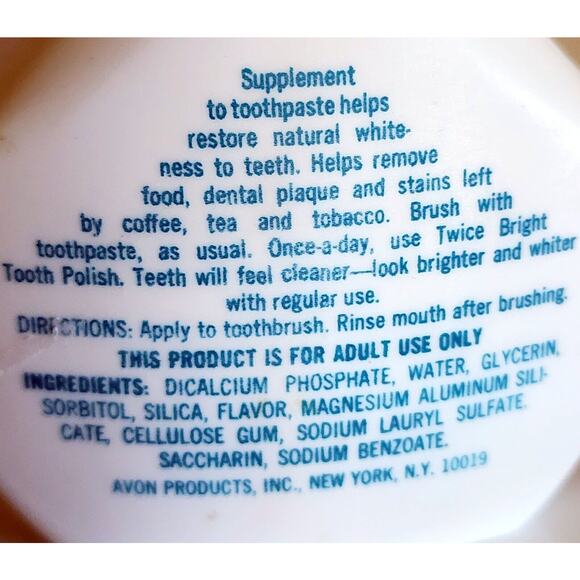 Supplement
to toothpaste helps
restore natural white-
ness to teeth. Helps remove
food, dental plaque and stains left
by coffee, tea and tobacco. Brush with
toothpaste, as usual. Once-a-day, use Twice Bright
Tooth Polish. Teeth will feel cleaner—look brighter and whiter
with regular use.
DIRECTIONS: Apply to toothbrush. Rinse mouth after brushing.
THIS PRODUCT IS FOR ADULT USE ONLY
INGREDIENTS: DICALCIUM PHOSPHATE, WATER, GLYCERIN,
SORBITOL, SILICA, FLAVOR, MAGNESIUM ALUMINUM SILI-
CATE, CELLULOSE GUM, SODIUM LAURYL SULFATE,
SACCHARIN, SODIUM BENZOATE.
AVON PRODUCTS, INC., NEW YORK, N.Y. 10019